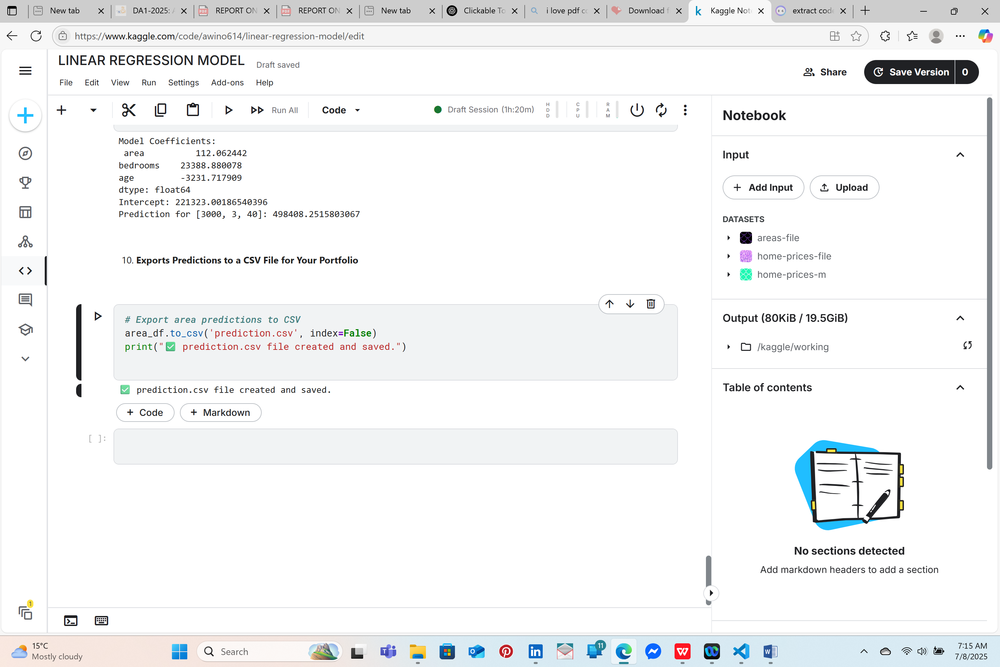 New tab
DA1-2025: A
REPORT ON
REPORT ON
New tab
Clickable To
i love pdf co
Download f
Kaggle Note
extract code
https://www.kaggle.com/code/awino614/linear-regression-model/edit
LINEAR REGRESSION MODEL
Draft saved
File
Edit
View
Run
Settings
Add-ons
Help
Share
Save Version
0
Run All
Code
Draft Session (1h:20m)
HDD
CPU
RAM
Model Coefficients:
area 112.062442
bedrooms 23388.880078
age -3231.717909
dtype: float64
Intercept: 221323.00186540396
Prediction for [3000, 3, 40]: 498408.2515803067
10. Exports Predictions to a CSV File for Your Portfolio
# Export area predictions to CSV
area_df.to_csv('prediction.csv', index=False)
print("✅ prediction.csv file created and saved.")
✅ prediction.csv file created and saved.
+ Code
+ Markdown
[ ]:
Notebook
Input
+ Add Input
Upload
DATASETS
areas-file
home-prices-file
home-prices-m
Output (80KiB / 19.5GiB)
/kaggle/working
Table of contents
No sections detected
Add markdown headers to add a section
1
15°C
Mostly cloudy
Search
11
7:15 AM
7/8/2025